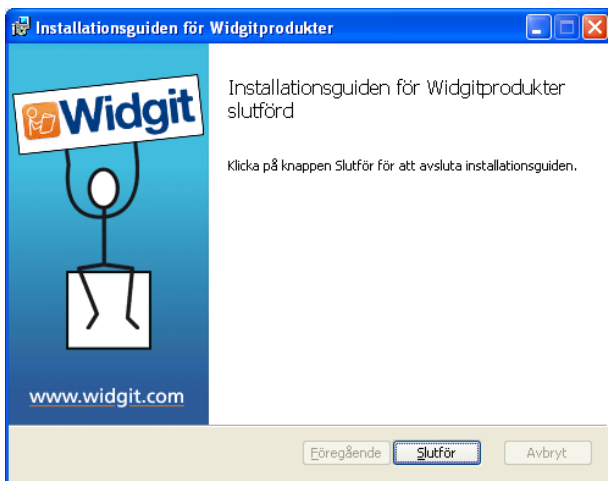 Installationsguiden för Widgitprodukter
Widgit
www.widgit.com
Installationsguiden för Widgitprodukter
slutförd
Klicka på knappen Slutför för att avsluta installationsguiden.
Föregående
Slutför
Avbryt